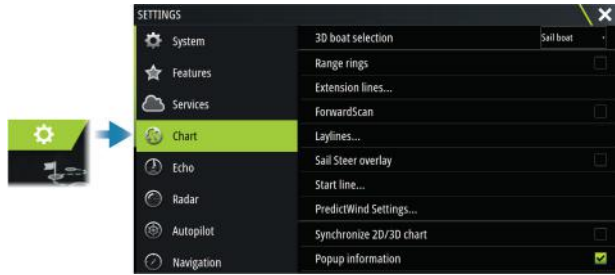 SETTINGS
System
Features
Services
Chart
Echo
Radar
Autopilot
Navigation
3D boat selection Sail boat
Range rings
Extension lines...
ForwardScan
Laylines...
Sail Steer overlay
Start line...
PredictWind Settings...
Synchronize 2D/3D chart
Popup information